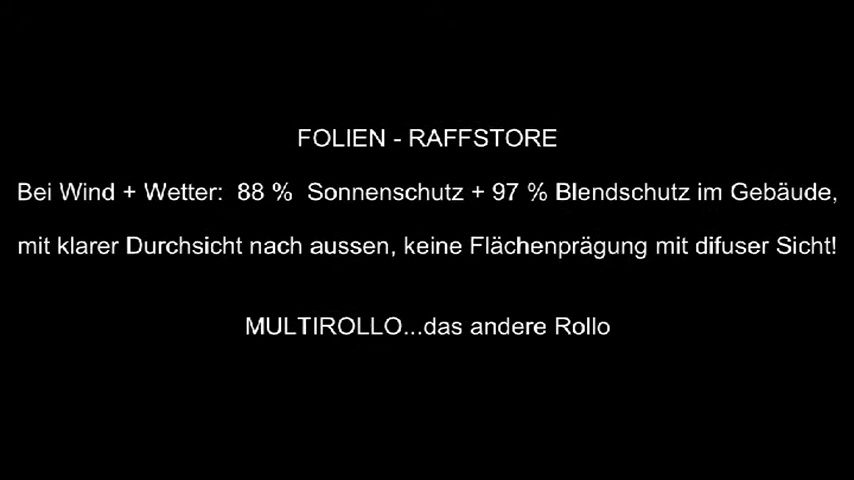 FOLIEN - RAFFSTORE
Bei Wind + Wetter: 88 % Sonnenschutz + 97 % Blendschutz im Gebäude,
mit klarer Durchsicht nach aussen, keine Flächenprägung mit difuser Sicht!
MULTIROLLO...das andere Rollo